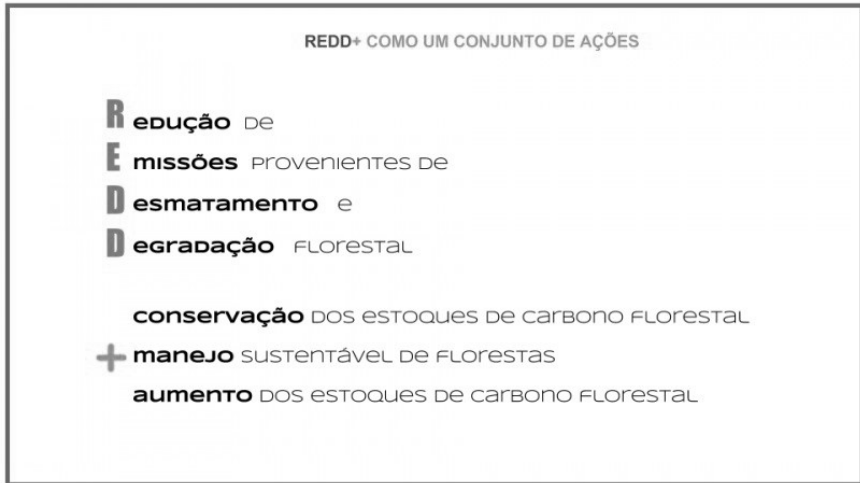 REDD+ COMO UM CONJUNTO DE AÇÕES
Redução de
Emissões provenientes de
Desmatamento e
Degradação florestal
conservação dos estoques de carbono florestal
+ manejo sustentável de florestas
aumento dos estoques de carbono florestal